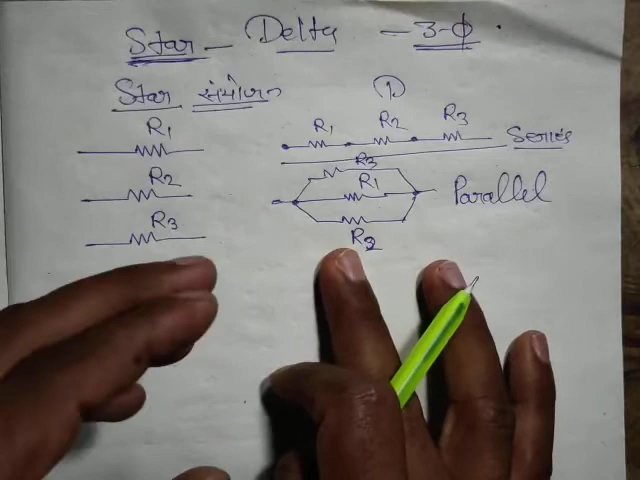 Star - Delta - 3-ϕ
Star संयोजन
①
R1
R2
R3
R1 R2 R3 Series
R3
R1
R2
Parallel